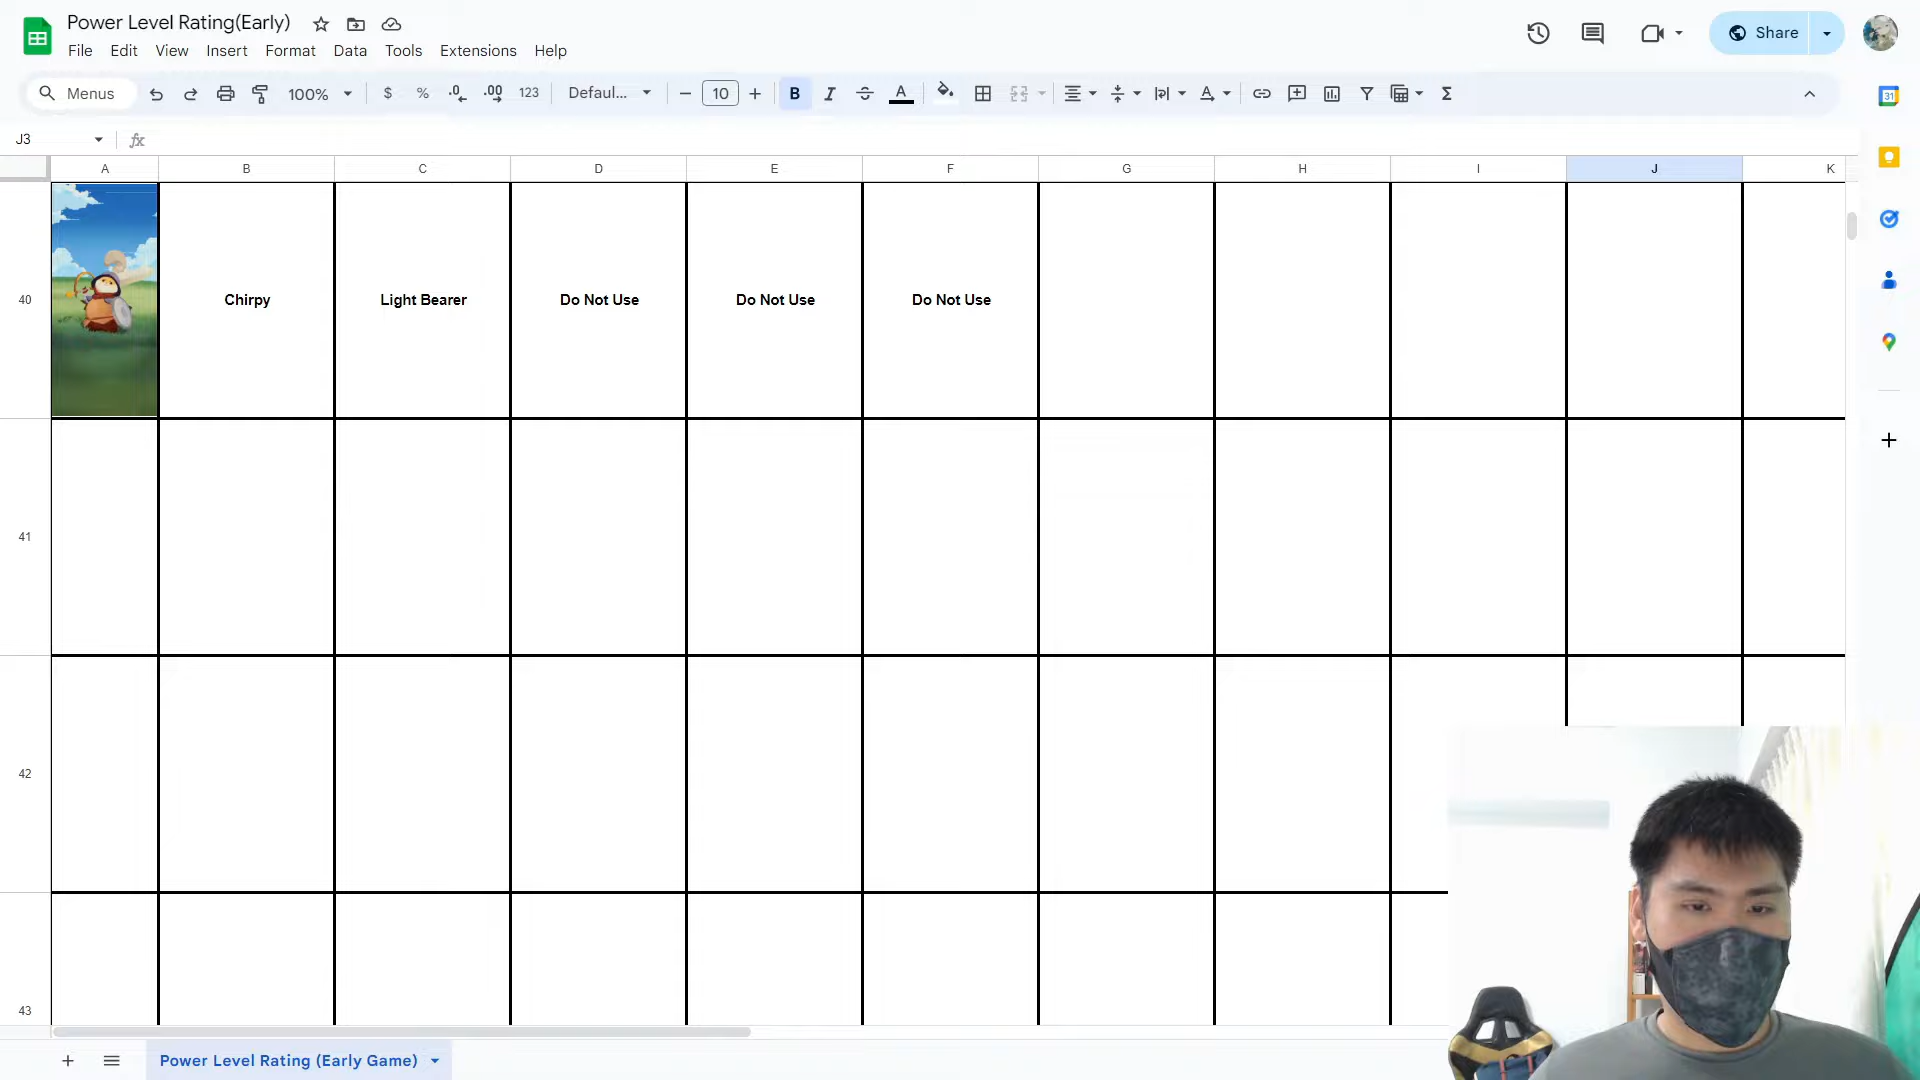 Power Level Rating(Early)
File Edit View Insert Format Data Tools Extensions Help
Share
Menus
100%
$ % .0 .00 123
Defaul...
10
B I A
Σ
J3
fx
A B C D E F G H I J K
40 Chirpy Light Bearer Do Not Use Do Not Use Do Not Use
41
42
43
Power Level Rating (Early Game)
31